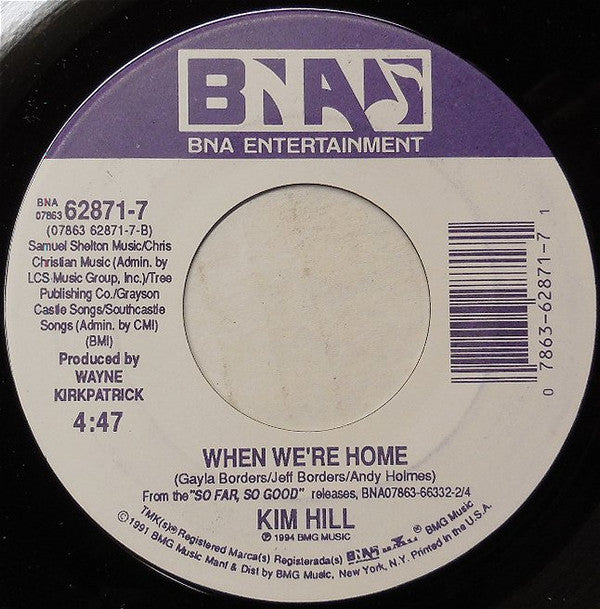 BNA
BNA ENTERTAINMENT
BNA
07863 62871-7
(07863 62871-7-B)
Samuel Shelton Music/Chris
Christian Music (Admin. by
LCS Music Group, Inc.)/Tree
Publishing Co./Grayson
Castle Songs/Southcastle
Songs (Admin. by CMI)
(BMI)
Produced by
WAYNE
KIRKPATRICK
4:47
0 7863-62871-7 1
WHEN WE'RE HOME
(Gayla Borders/Jeff Borders/Andy Holmes)
From the "SO FAR, SO GOOD" releases, BNA07863-66332-2/4
KIM HILL
℗ 1994 BMG MUSIC
TMK(s)® Registered Marca(s) Registrada(s) BNA ® BMG Music
©1991 BMG Music Manf & Dist by BMG Music, New York, N.Y. Printed in the U.S.A.